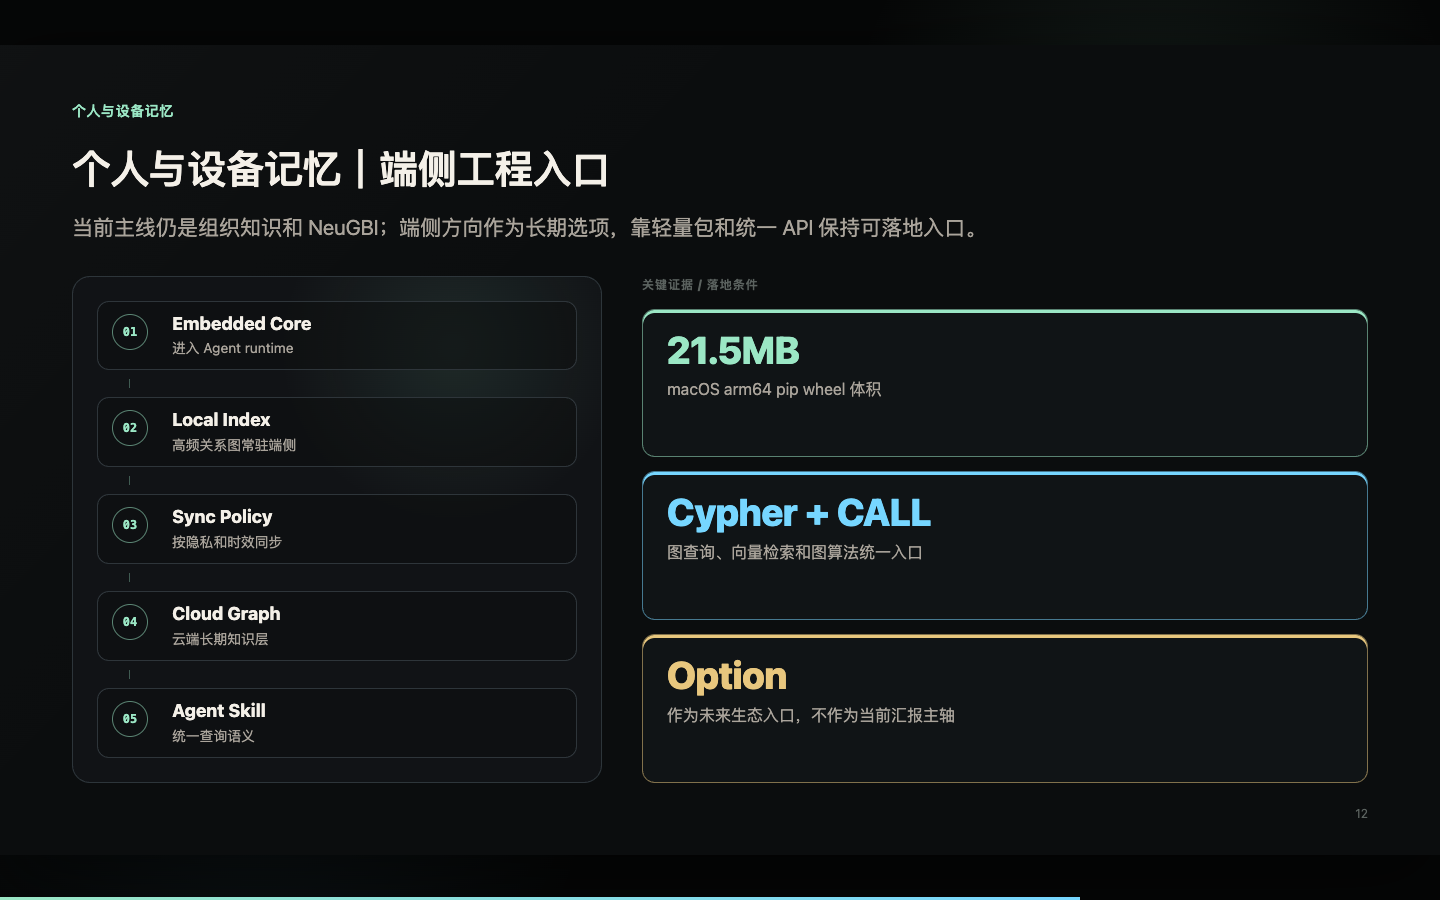 个人与设备记忆
个人与设备记忆｜端侧工程入口
当前主线仍是组织知识和 NeuGBI；端侧方向作为长期选项，靠轻量包和统一 API 保持可落地入口。
01
Embedded Core
进入 Agent runtime
02
Local Index
高频关系图常驻端侧
03
Sync Policy
按隐私和时效同步
04
Cloud Graph
云端长期知识层
05
Agent Skill
统一查询语义
关键证据 / 落地条件
21.5MB
macOS arm64 pip wheel 体积
Cypher + CALL
图查询、向量检索和图算法统一入口
Option
作为未来生态入口，不作为当前汇报主轴
12